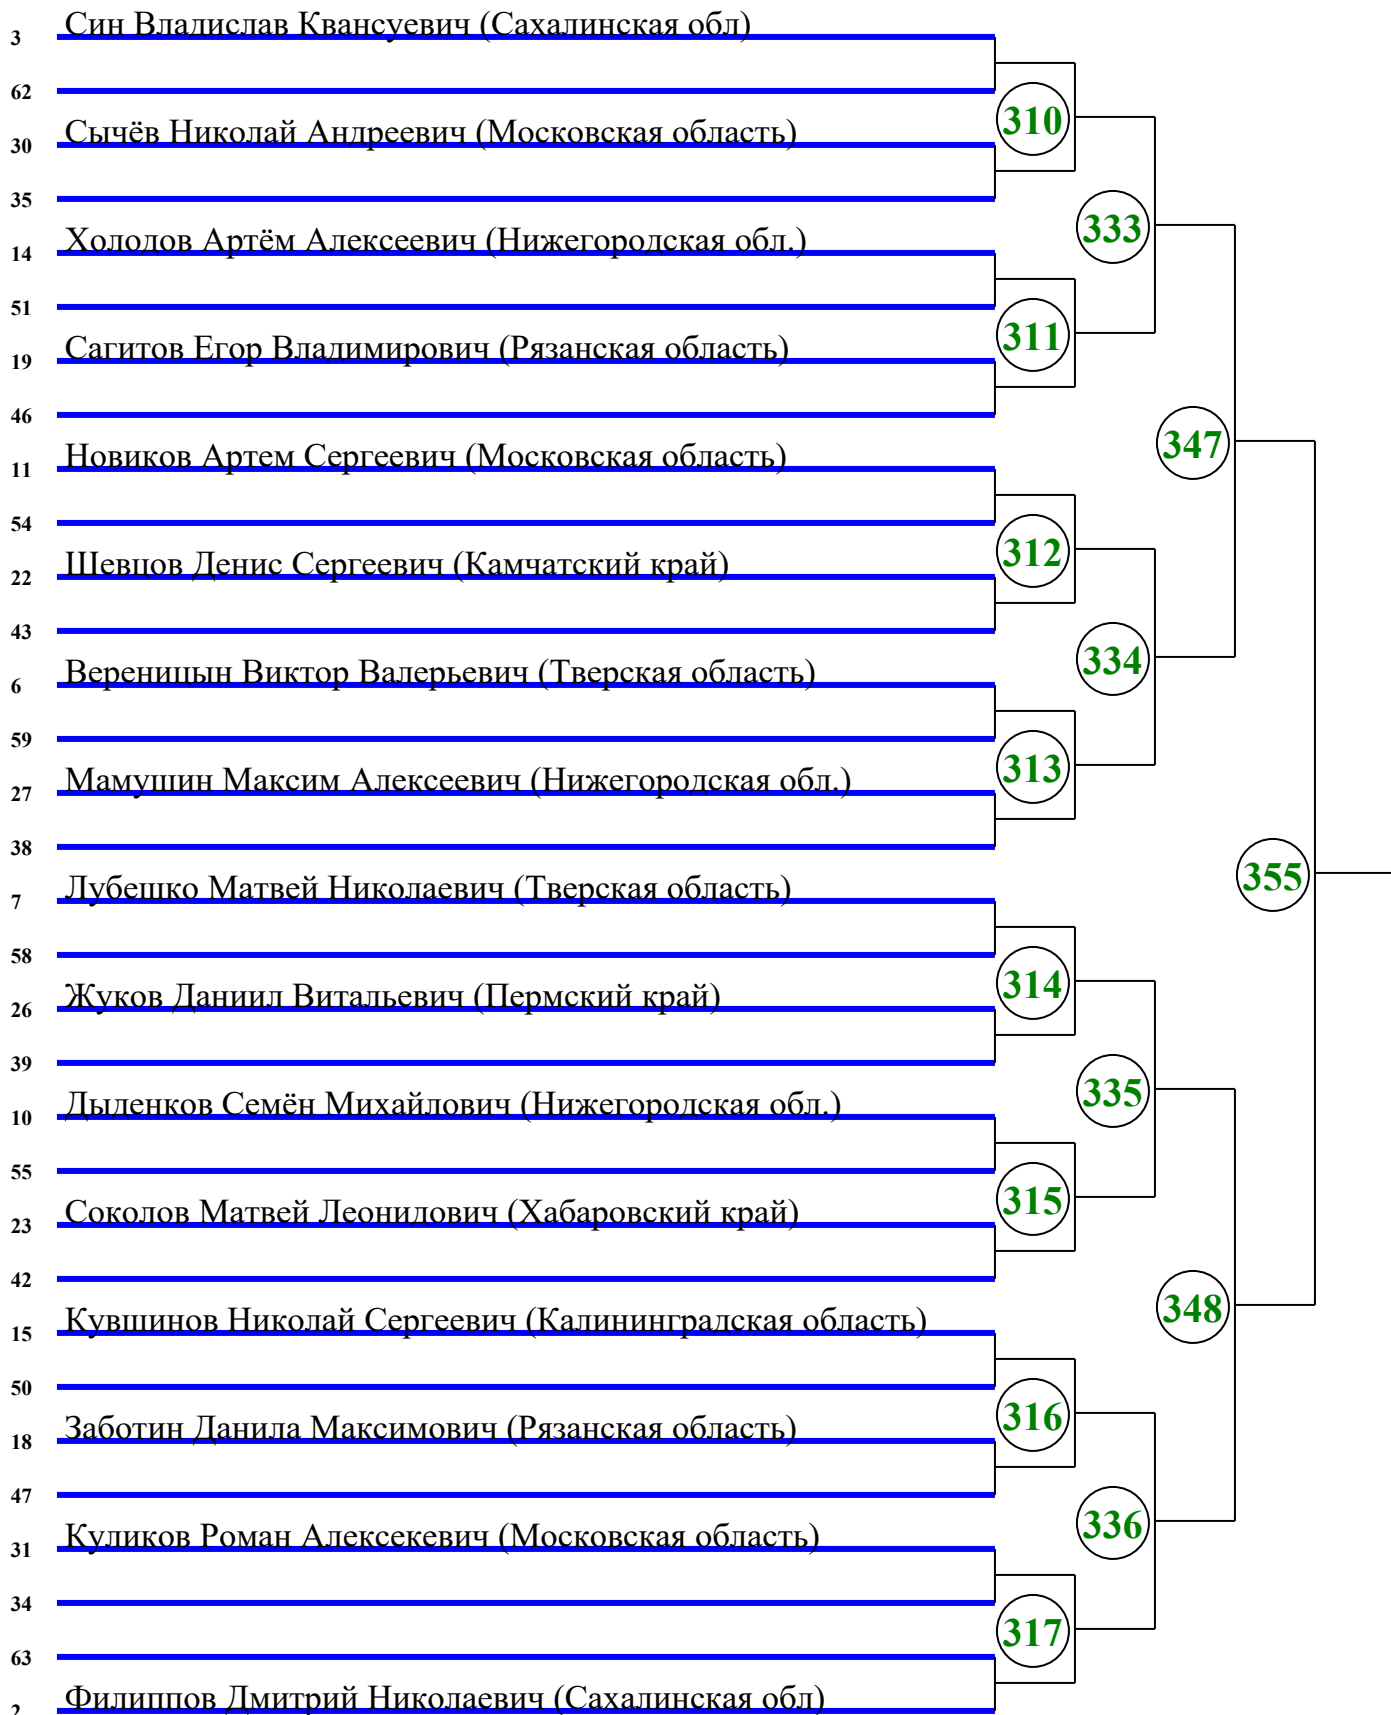 3 Син Владислав Квансуевич (Сахалинская обл)
62
310
30 Сычёв Николай Андреевич (Московская область)
35
333
14 Холодов Артём Алексеевич (Нижегородская обл.)
51
311
19 Сагитов Егор Владимирович (Рязанская область)
46
347
11 Новиков Артем Сергеевич (Московская область)
54
312
22 Шевцов Денис Сергеевич (Камчатский край)
43
334
6 Вереницын Виктор Валерьевич (Тверская область)
59
313
27 Мамушин Максим Алексеевич (Нижегородская обл.)
38
355
7 Лубешко Матвей Николаевич (Тверская область)
58
314
26 Жуков Даниил Витальевич (Пермский край)
39
335
10 Дыденков Семён Михайлович (Нижегородская обл.)
55
315
23 Соколов Матвей Леонидович (Хабаровский край)
42
348
15 Кувшинов Николай Сергеевич (Калининградская область)
50
316
18 Заботин Данила Максимович (Рязанская область)
47
336
31 Куликов Роман Алексекевич (Московская область)
34
317
63
2 Филиппов Дмитрий Николаевич (Сахалинская обл)